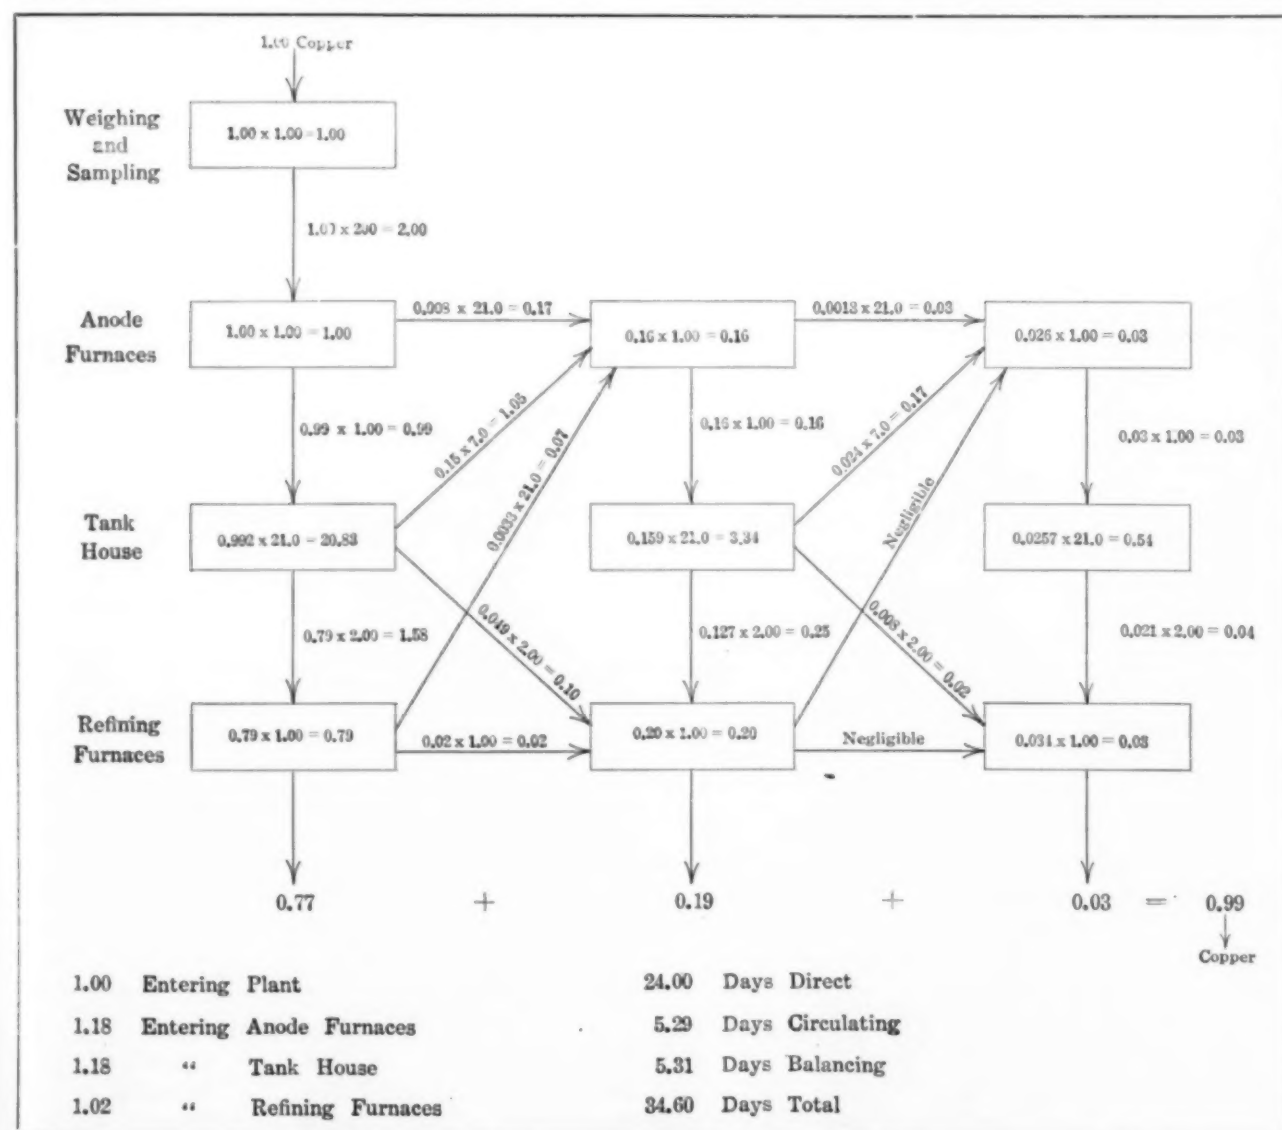 1.00 Copper
Weighing
and
Sampling
1.00 x 1.00 = 1.00
1.00 x 200 = 2.00
Anode
Furnaces
1.00 x 1.00 = 1.00
0.008 x 21.0 = 0.17
0.16 x 1.00 = 0.16
0.0013 x 21.0 = 0.03
0.026 x 1.00 = 0.03
0.99 x 1.00 = 0.99
0.15 x 7.0 = 1.05
0.0033 x 21.0 = 0.07
0.16 x 1.00 = 0.16
0.024 x 7.0 = 0.17
Negligible
0.03 x 1.00 = 0.03
Tank
House
0.992 x 21.0 = 20.83
0.159 x 21.0 = 3.34
0.0257 x 21.0 = 0.54
0.79 x 2.00 = 1.58
0.049 x 2.00 = 0.10
0.127 x 2.00 = 0.25
0.008 x 2.00 = 0.02
0.021 x 2.00 = 0.04
Refining
Furnaces
0.79 x 1.00 = 0.79
0.02 x 1.00 = 0.02
0.20 x 1.00 = 0.20
Negligible
0.034 x 1.00 = 0.03
0.77 + 0.19 + 0.03 = 0.99
Copper
1.00 Entering Plant
1.18 Entering Anode Furnaces
1.18 “ Tank House
1.02 “ Refining Furnaces
24.00 Days Direct
5.29 Days Circulating
5.31 Days Balancing
34.60 Days Total